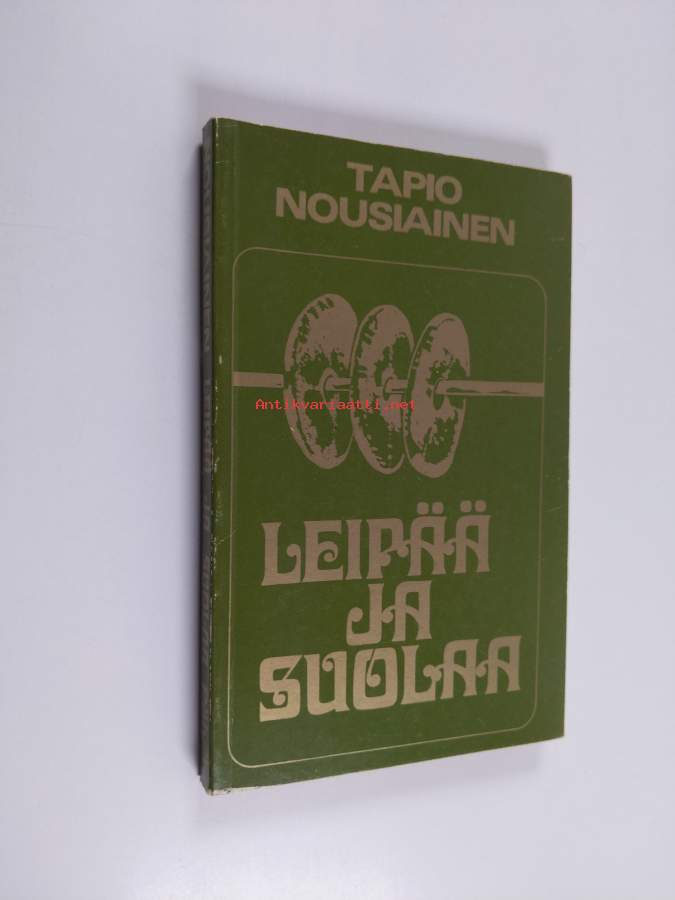 TAPIO
NOUSIAINEN
Antikvariaatti.net
LEIPÄÄ
JA
SUOLAA